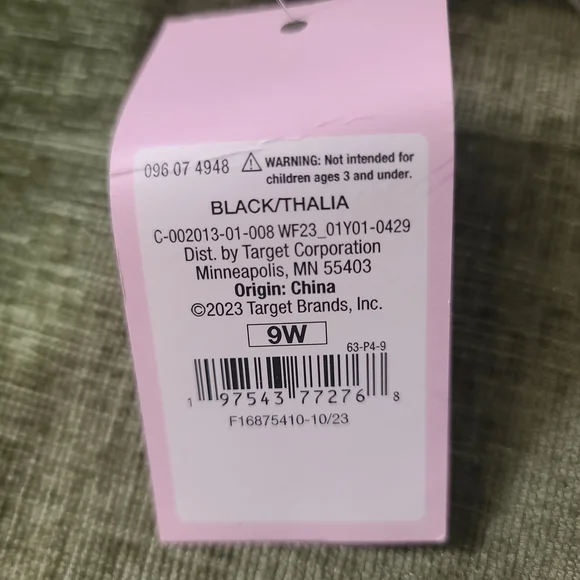 096 07 4948 ⚠ WARNING: Not intended for
children ages 3 and under.
BLACK/THALIA
C-002013-01-008 WF23_01Y01-0429
Dist. by Target Corporation
Minneapolis, MN 55403
Origin: China
©2023 Target Brands, Inc.
9W
63-P4-9
1 97543 77276 8
F16875410-10/23